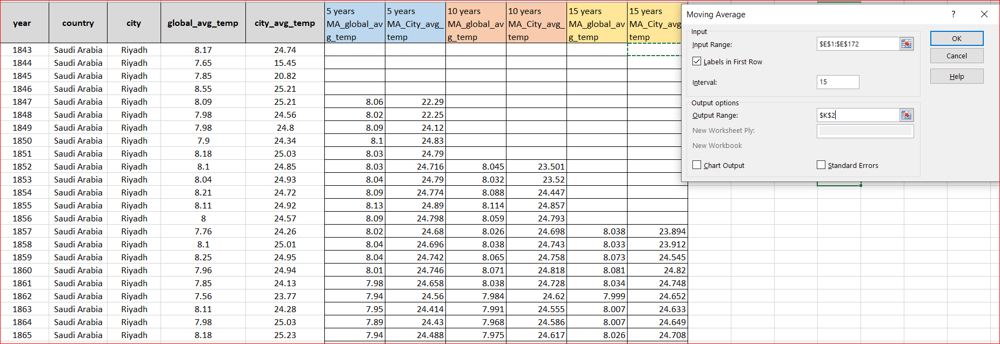 year country city global_avg_temp city_avg_temp 5 years MA_global_avg_temp 5 years MA_City_avg_temp 10 years MA_global_avg_temp 10 years MA_City_avg_temp 15 years MA_global_avg_temp 15 years MA_City_avg_temp
1843 Saudi Arabia Riyadh 8.17 24.74
1844 Saudi Arabia Riyadh 7.65 15.45
1845 Saudi Arabia Riyadh 7.85 20.82
1846 Saudi Arabia Riyadh 8.55 25.21
1847 Saudi Arabia Riyadh 8.09 25.21 8.06 22.29
1848 Saudi Arabia Riyadh 7.98 24.56 8.02 22.25
1849 Saudi Arabia Riyadh 7.98 24.8 8.09 24.12
1850 Saudi Arabia Riyadh 7.9 24.34 8.1 24.83
1851 Saudi Arabia Riyadh 8.18 25.03 8.03 24.79
1852 Saudi Arabia Riyadh 8.1 24.85 8.03 24.716 8.045 23.501
1853 Saudi Arabia Riyadh 8.04 24.93 8.04 24.79 8.032 23.52
1854 Saudi Arabia Riyadh 8.21 24.72 8.09 24.774 8.088 24.447
1855 Saudi Arabia Riyadh 8.11 24.92 8.13 24.89 8.114 24.857
1856 Saudi Arabia Riyadh 8 24.57 8.09 24.798 8.059 24.793
1857 Saudi Arabia Riyadh 7.76 24.26 8.02 24.68 8.026 24.698 8.038 23.894
1858 Saudi Arabia Riyadh 8.1 25.01 8.04 24.696 8.038 24.743 8.033 23.912
1859 Saudi Arabia Riyadh 8.25 24.95 8.04 24.742 8.065 24.758 8.073 24.545
1860 Saudi Arabia Riyadh 7.96 24.94 8.01 24.746 8.071 24.818 8.081 24.82
1861 Saudi Arabia Riyadh 7.85 24.13 7.98 24.658 8.038 24.728 8.034 24.748
1862 Saudi Arabia Riyadh 7.56 23.77 7.94 24.56 7.984 24.62 7.999 24.652
1863 Saudi Arabia Riyadh 8.11 24.28 7.95 24.414 7.991 24.555 8.007 24.633
1864 Saudi Arabia Riyadh 7.98 25.03 7.89 24.43 7.968 24.586 8.007 24.649
1865 Saudi Arabia Riyadh 8.18 25.23 7.94 24.488 7.975 24.617 8.026 24.708
Moving Average
Input
Input Range: $E$1:$E$172
Labels in First Row
Interval: 15
Output options
Output Range: $K$2
New Worksheet Ply:
New Workbook
Chart Output Standard Errors
OK
Cancel
Help